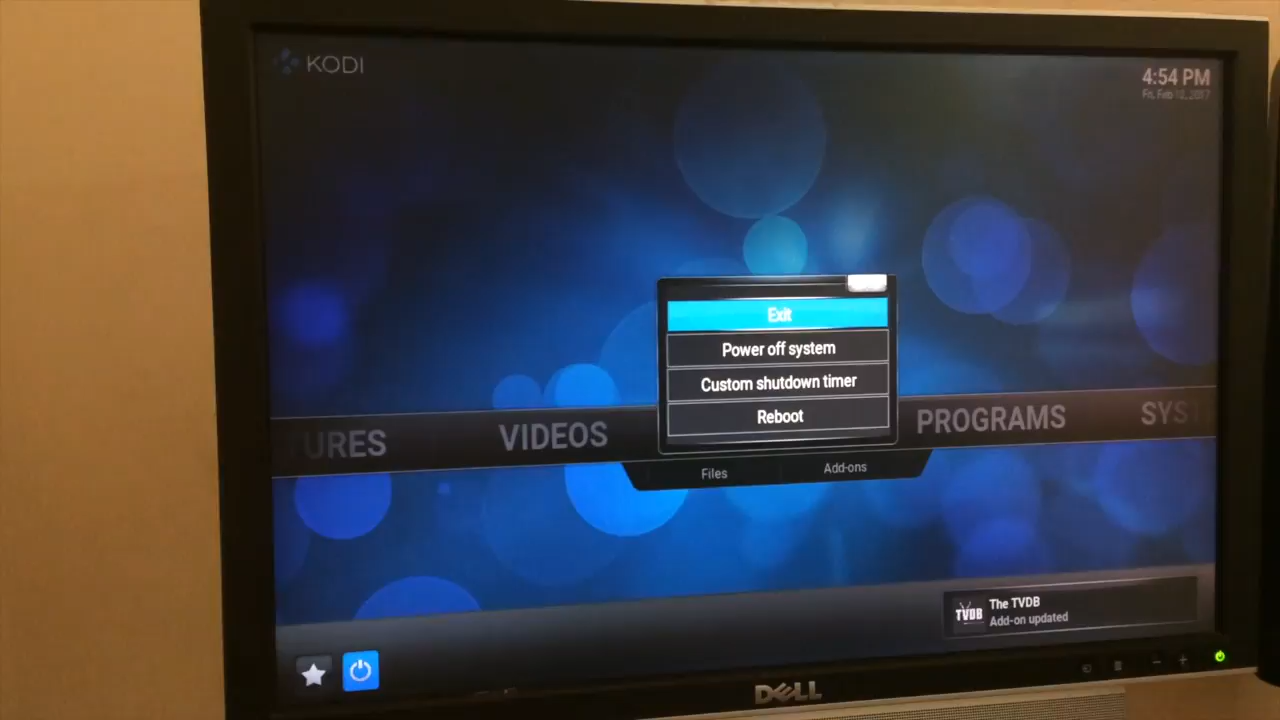 KODI
4:54 PM
Exit
Power off system
Custom shutdown timer
Reboot
URES
VIDEOS
PROGRAMS
SYST
Files
Add-ons
TVDB
The TVDB
Add-on updated
DELL